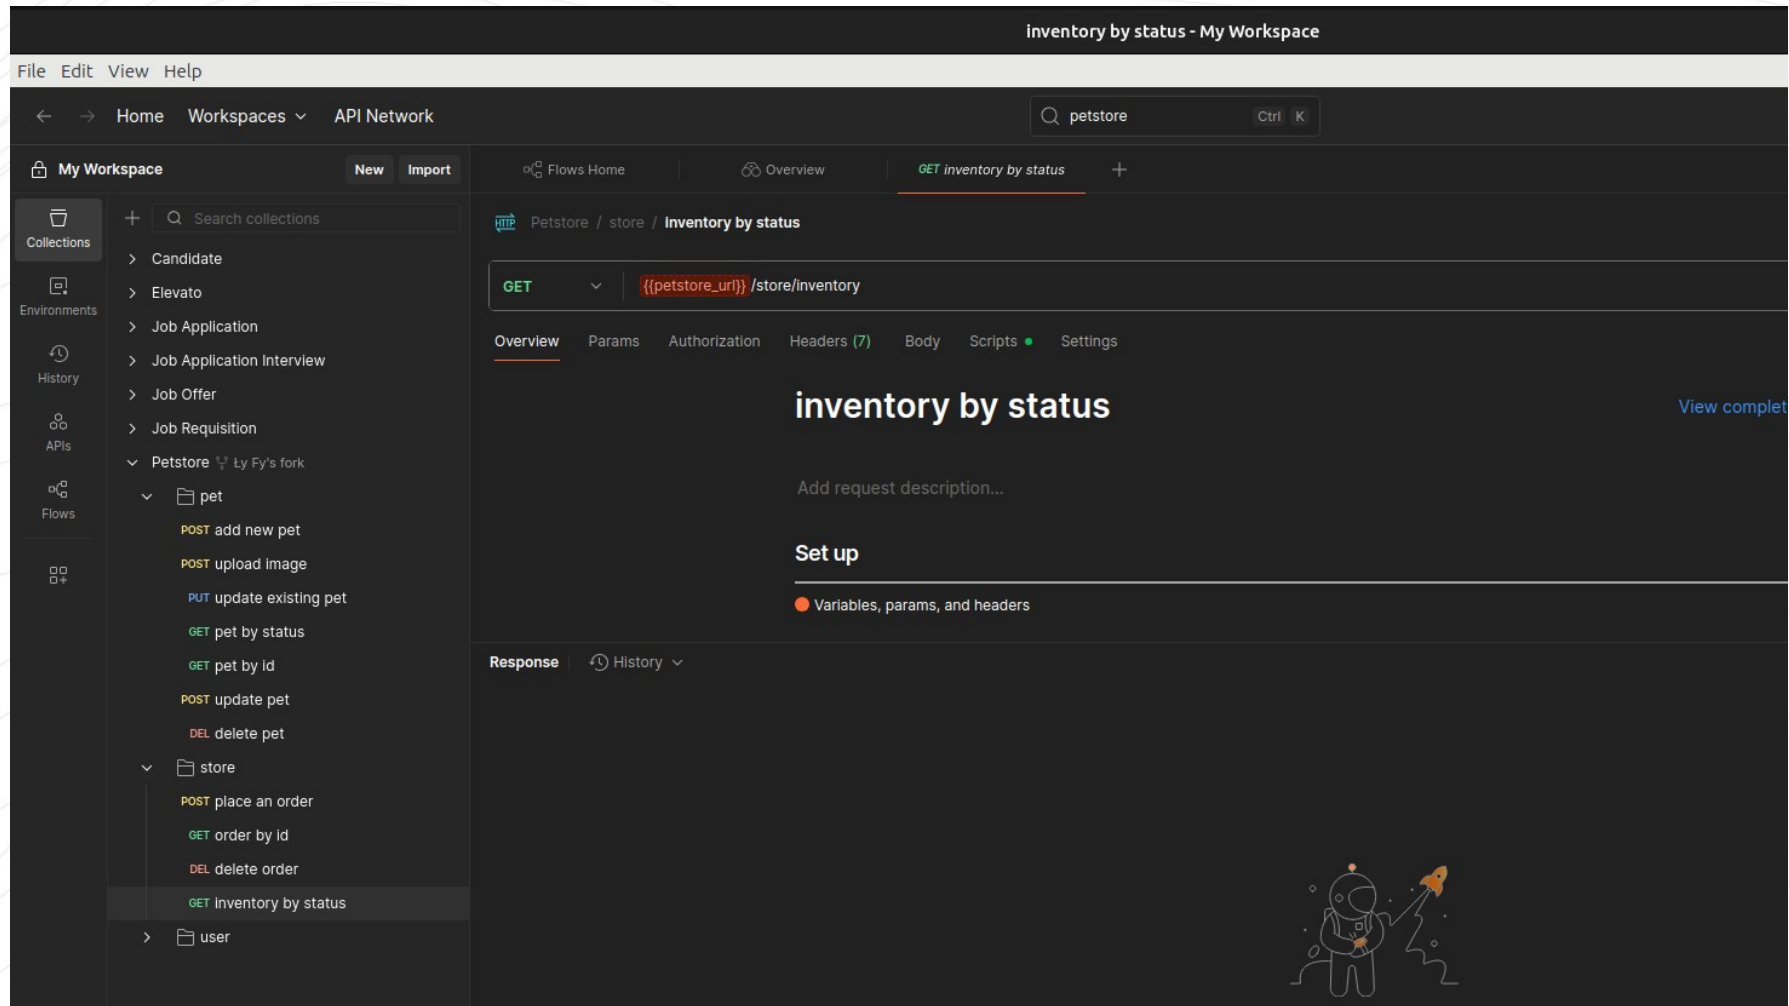 inventory by status - My Workspace
File Edit View Help
Home Workspaces API Network petstore Ctrl K
My Workspace New Import
Flows Home Overview GET inventory by status
Collections
Environments
History
APIs
Flows
Search collections
Candidate
Elevato
Job Application
Job Application Interview
Job Offer
Job Requisition
Petstore Ły Fy's fork
pet
POST add new pet
POST upload image
PUT update existing pet
GET pet by status
GET pet by id
POST update pet
DEL delete pet
store
POST place an order
GET order by id
DEL delete order
GET inventory by status
user
HTTP Petstore / store / inventory by status
GET {{petstore_url}} /store/inventory
Overview Params Authorization Headers (7) Body Scripts Settings
inventory by status
View complet
Add request description...
Set up
Variables, params, and headers
Response History